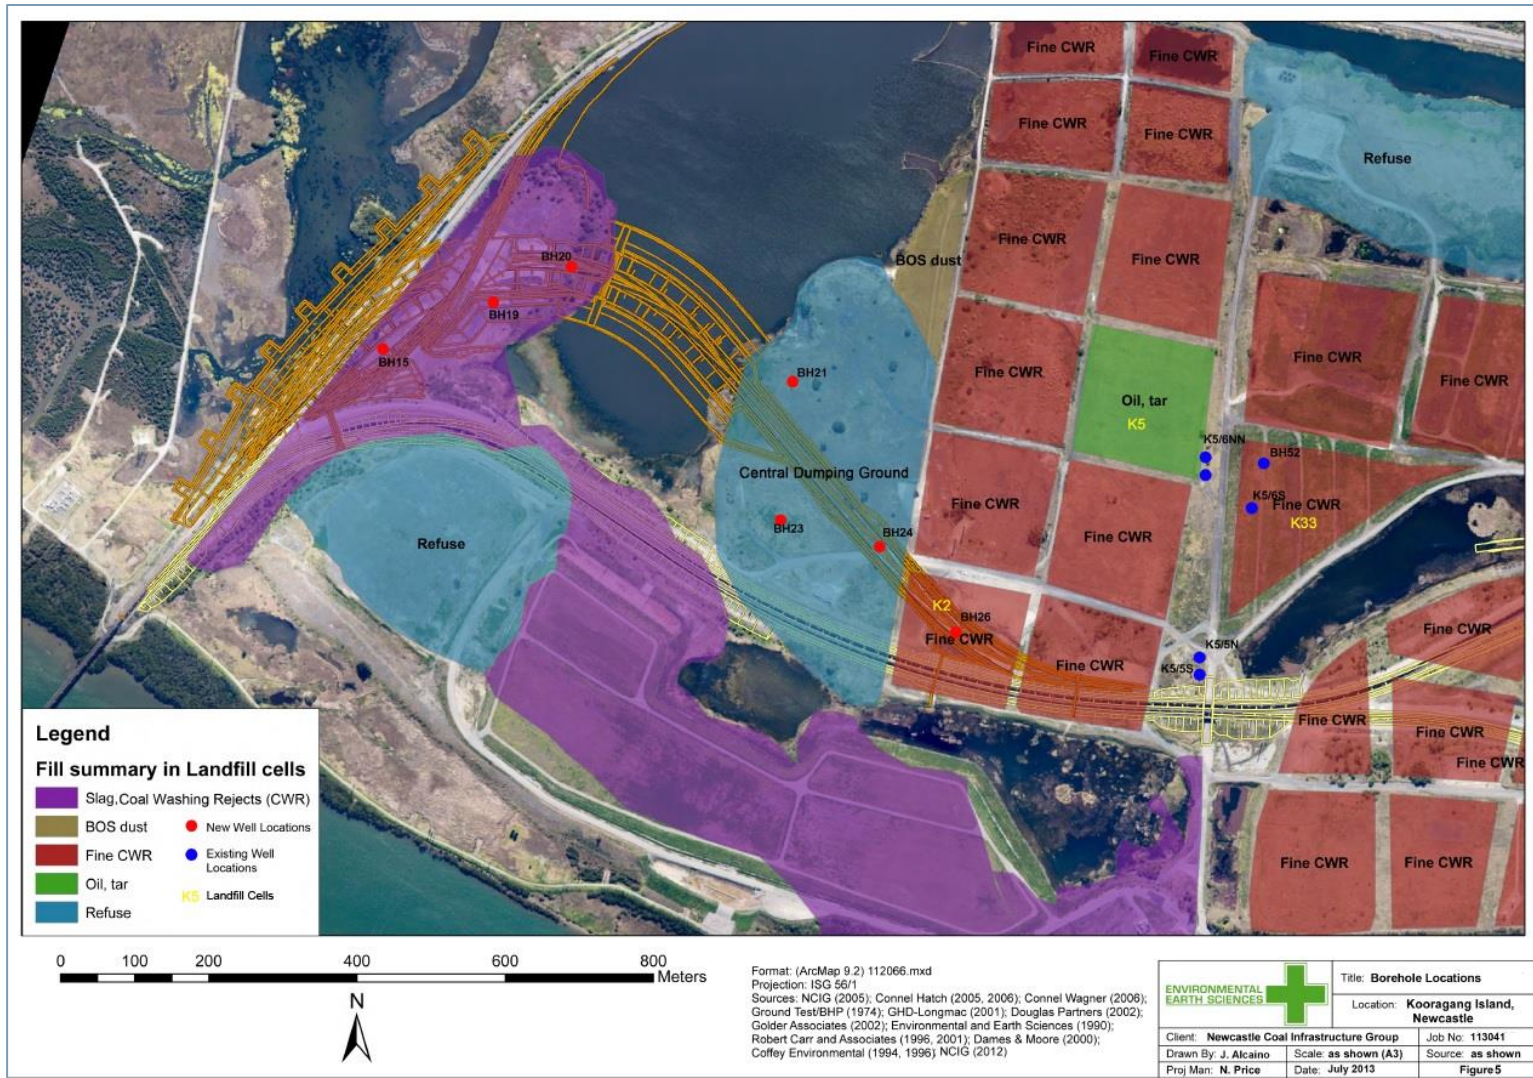 Fine CWR
Fine CWR
Fine CWR
Fine CWR
Refuse
Fine CWR
Fine CWR
BOS dust
BH20
BH19
BH15
BH21
Fine CWR
Fine CWR
Fine CWR
Oil, tar
K5
K5/6NN
BH52
Central Dumping Ground
Fine CWR
K5/6S
Fine CWR
K33
BH23
BH24
Fine CWR
Refuse
K2
BH26
Fine CWR
Fine CWR
K5/5N
K5/5S
Fine CWR
Fine CWR
Fine CWR
Fine CWR
Fine CWR
Fine CWR
Legend
Fill summary in Landfill cells
Slag,Coal Washing Rejects (CWR)
BOS dust
Fine CWR
Oil, tar
Refuse
New Well Locations
Existing Well
Locations
K5 Landfill Cells
0 100 200 400 600 800
Meters
N
Format: (ArcMap 9.2) 112066.mxd
Projection: ISG 56/1
Sources: NCIG (2005); Connel Hatch (2005, 2006); Connel Wagner (2006);
Ground Test/BHP (1974); GHD-Longmac (2001); Douglas Partners (2002);
Golder Associates (2002); Environmental and Earth Sciences (1990);
Robert Carr and Associates (1996, 2001); Dames & Moore (2000);
Coffey Environmental (1994, 1996) NCIG (2012)
ENVIRONMENTAL
EARTH SCIENCES
Title: Borehole Locations
Location: Kooragang Island,
Newcastle
Client: Newcastle Coal Infrastructure Group
Job No: 113041
Drawn By: J. Alcaino
Scale: as shown (A3)
Source: as shown
Proj Man: N. Price
Date: July 2013
Figure 5